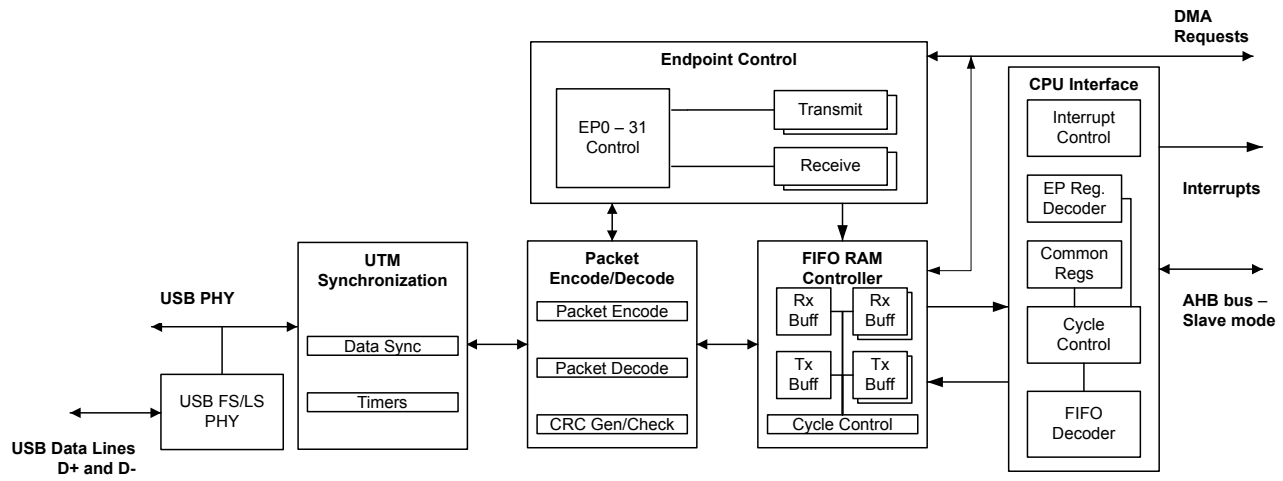 DMA
Requests
Endpoint Control
EP0 – 31
Control
Transmit
Receive
CPU Interface
Interrupt
Control
EP Reg.
Decoder
Common
Regs
Cycle
Control
FIFO
Decoder
Interrupts
AHB bus –
Slave mode
UTM
Synchronization
Data Sync
Timers
Packet
Encode/Decode
Packet Encode
Packet Decode
CRC Gen/Check
FIFO RAM
Controller
Rx
Buff
Rx
Buff
Tx
Buff
Tx
Buff
Cycle Control
USB PHY
USB FS/LS
PHY
USB Data Lines
D+ and D-